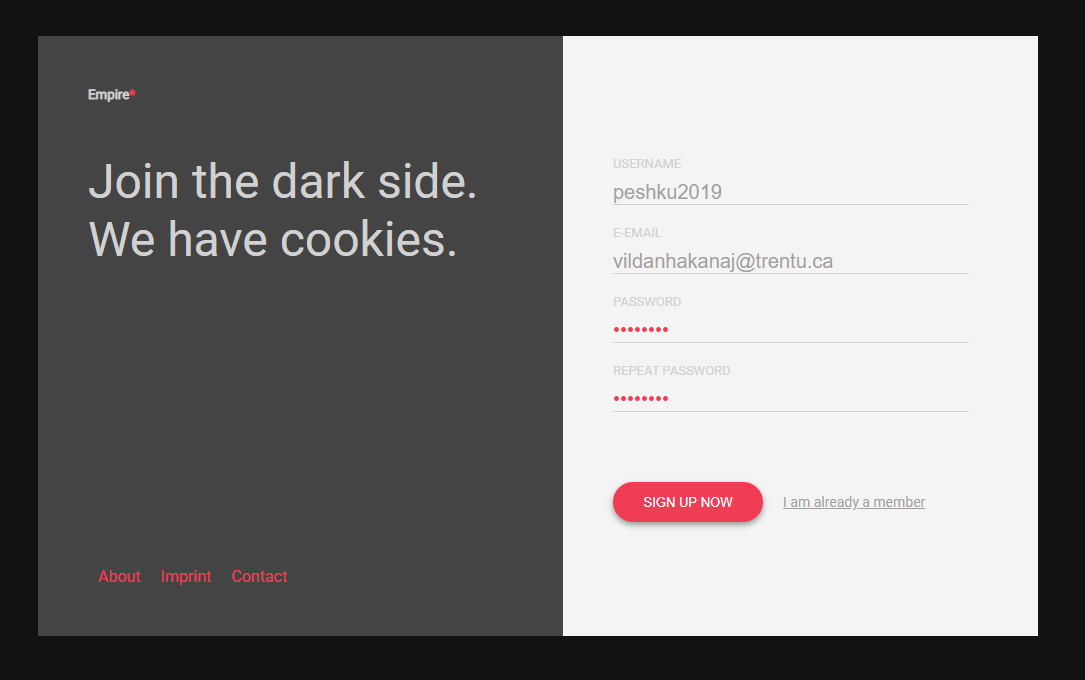 Empire*
Join the dark side.
We have cookies.
About Imprint Contact
USERNAME
peshku2019
E-EMAIL
vildanhakanaj@trentu.ca
PASSWORD
••••••••
REPEAT PASSWORD
••••••••
SIGN UP NOW
I am already a member